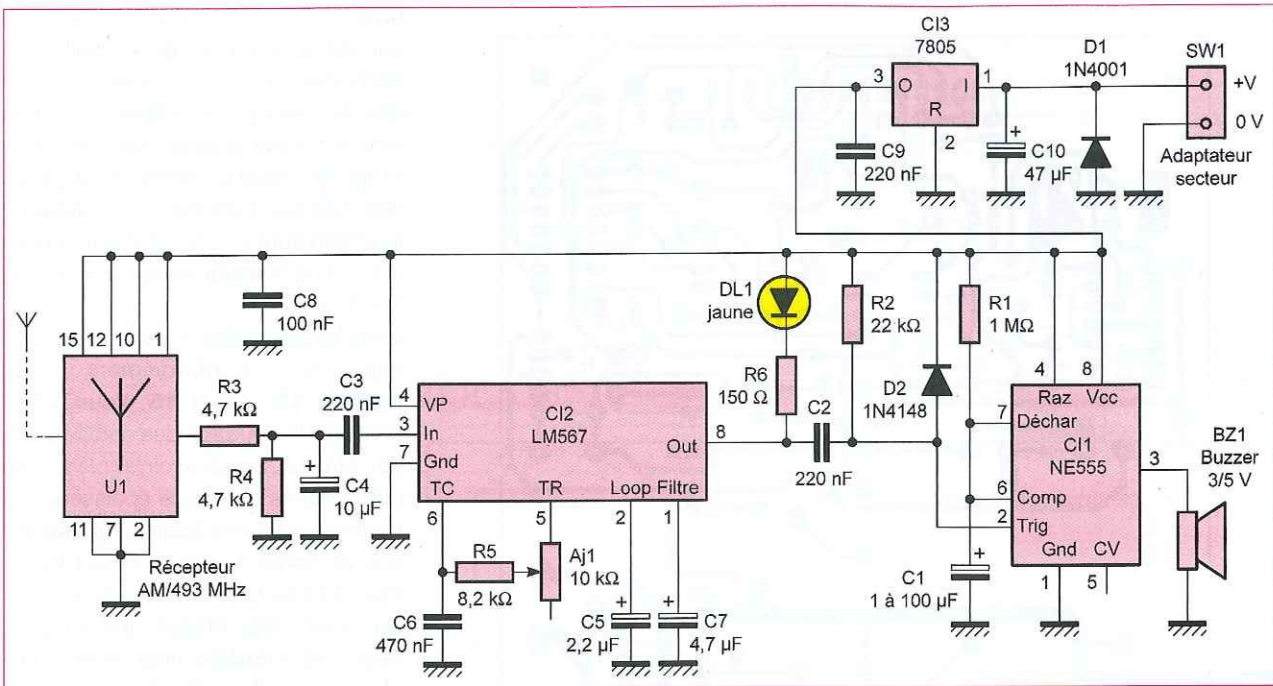 CI3
7805
D1
1N4001
SW1
3
O
I
1
R
2
+V
0 V
C9
220 nF
+
C10
47 µF
Adaptateur
secteur
15
12
10
1
C8
100 nF
DL1
jaune
R2
22 kΩ
R1
1 MΩ
R3
4,7 kΩ
C3
220 nF
4
VP
3
In
7
Gnd
CI2
LM567
Out
8
R6
150 Ω
C2
220 nF
D2
1N4148
4
8
Raz
Vcc
7
Déchar
CI1
NE555
3
BZ1
Buzzer
3/5 V
U1
R4
4,7 kΩ
+
C4
10 µF
TC
TR
Loop
Filtre
6
5
2
1
6
Comp
2
Trig
Gnd
CV
1
5
11
7
2
Récepteur
AM/493 MHz
R5
8,2 kΩ
Aj1
10 kΩ
C6
470 nF
+
C5
2,2 µF
+
C7
4,7 µF
+
C1
1 à 100 µF